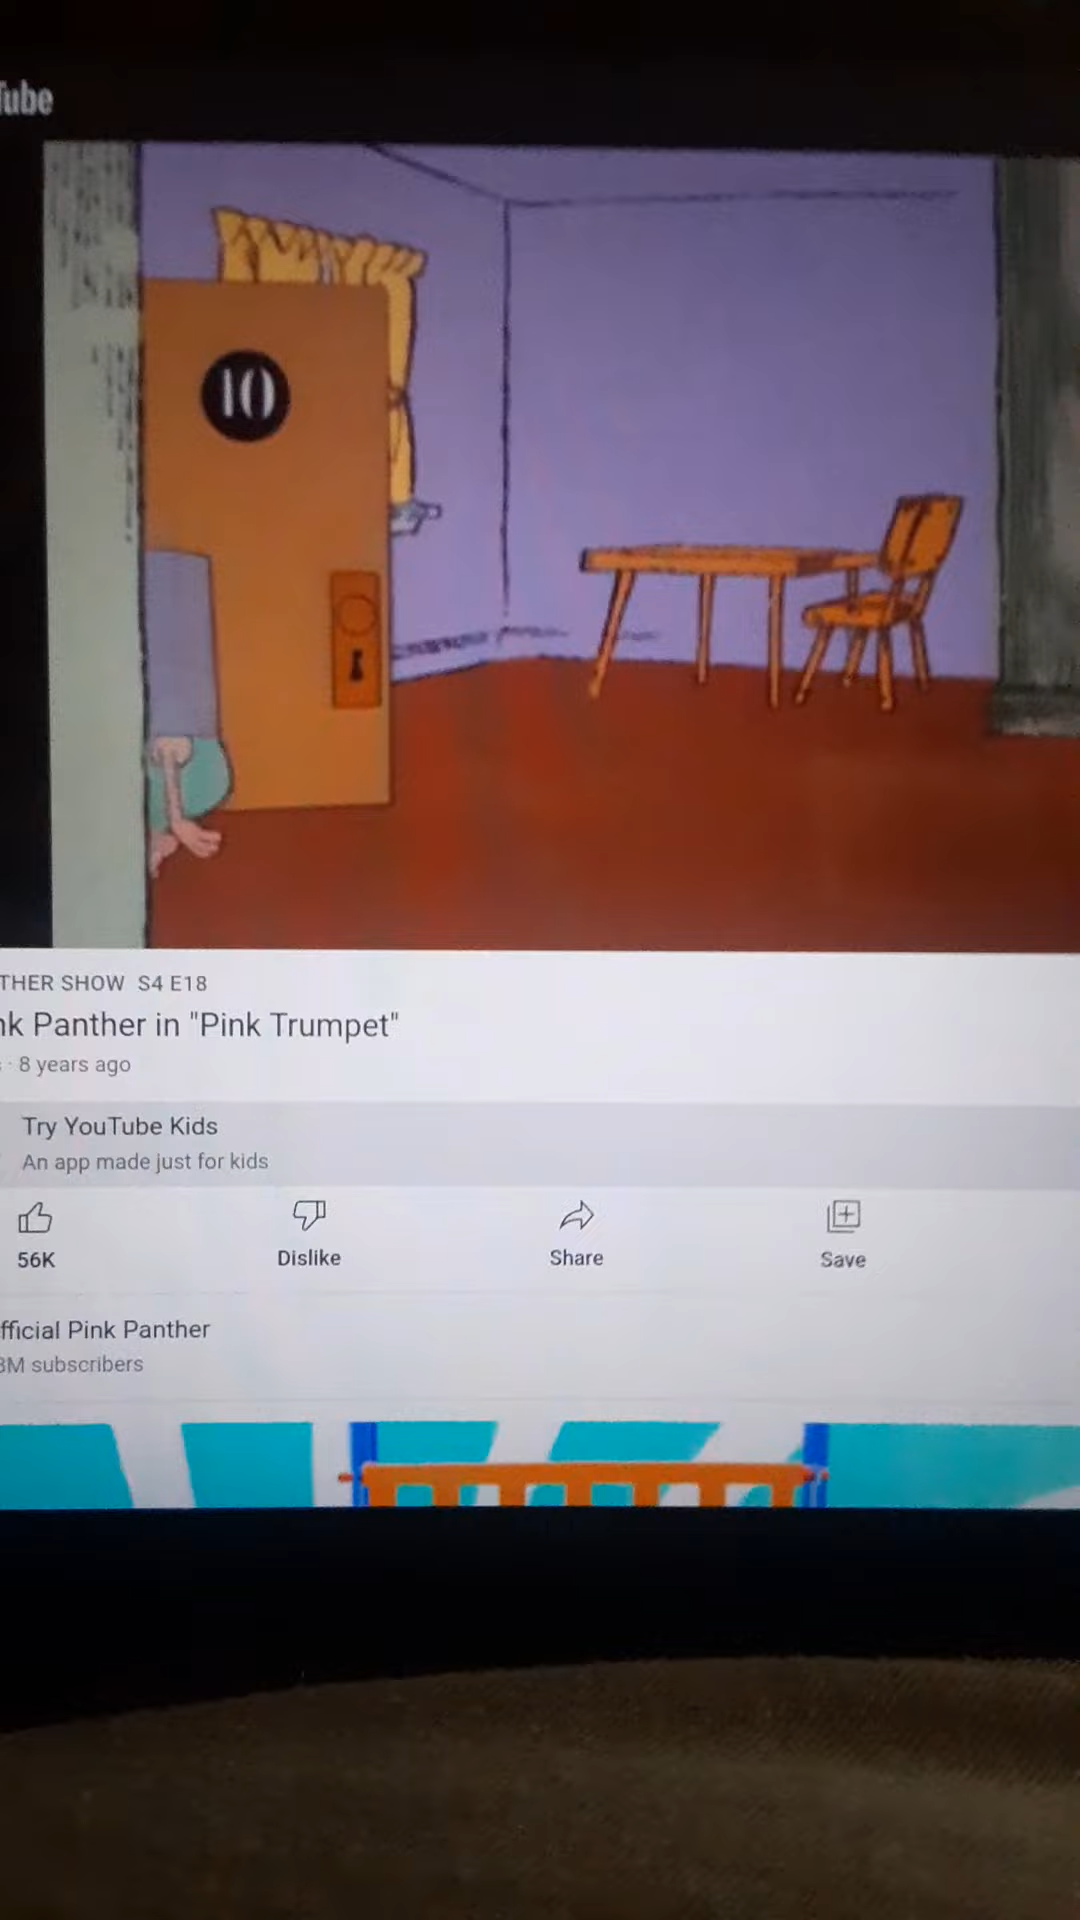 Tube
10
THER SHOW S4 E18
nk Panther in "Pink Trumpet"
· 8 years ago
Try YouTube Kids
An app made just for kids
56K
Dislike
Share
Save
fficial Pink Panther
3M subscribers